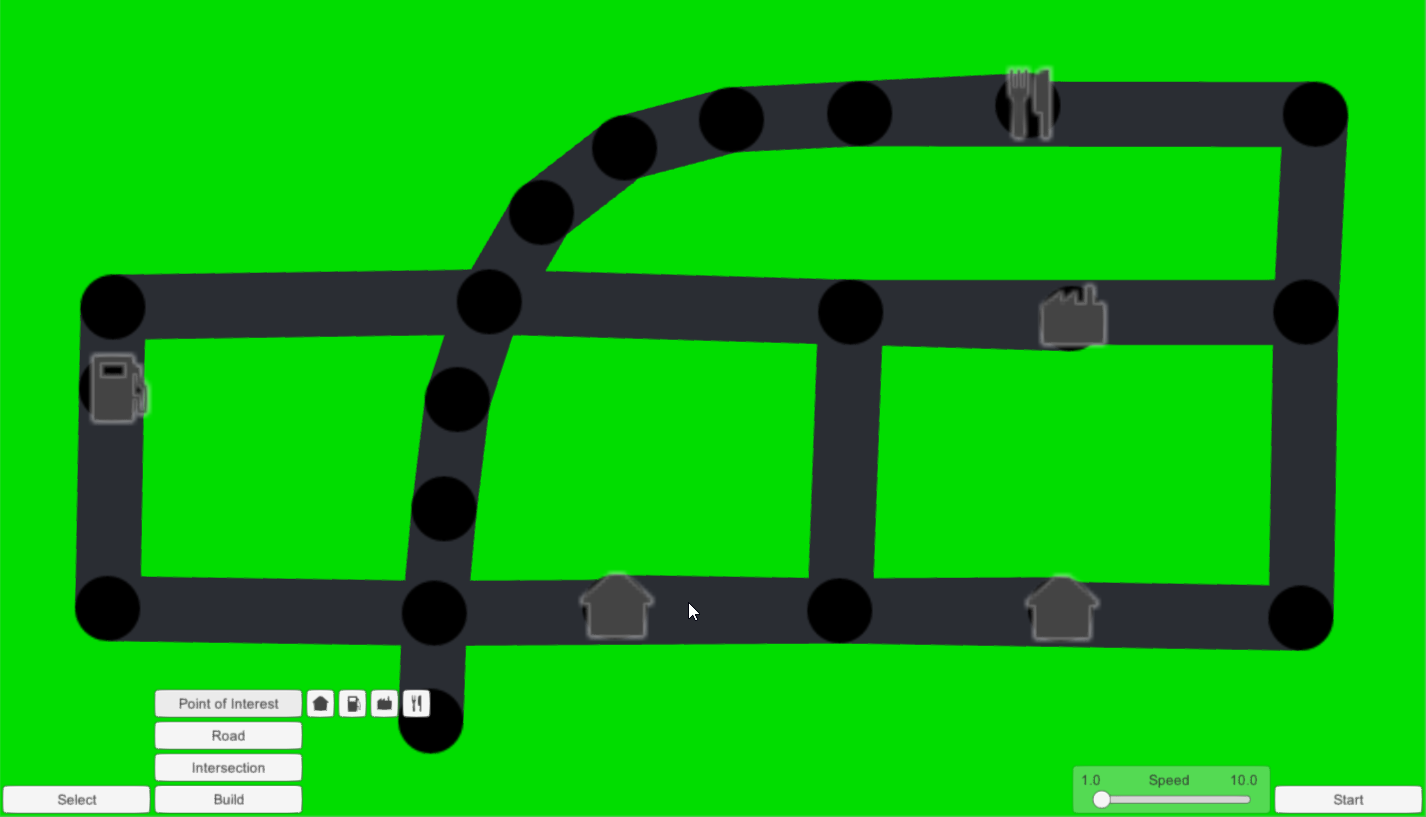 Point of Interest
Road
Intersection
Select
Build
1.0 Speed 10.0
Start